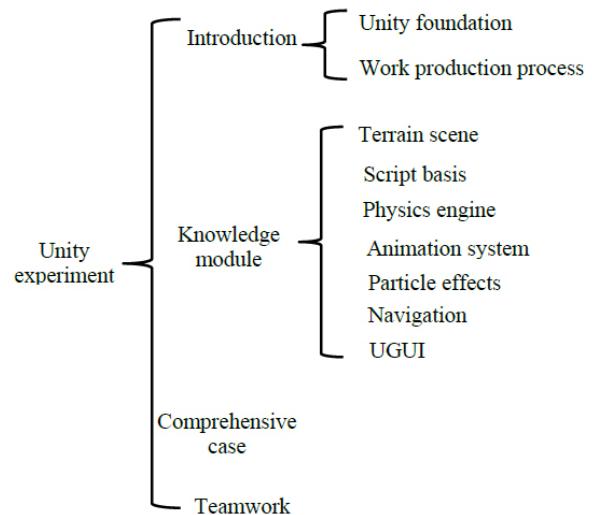 Unity
experiment
Introduction
Unity foundation
Work production process
Knowledge
module
Terrain scene
Script basis
Physics engine
Animation system
Particle effects
Navigation
UGUI
Comprehensive
case
Teamwork